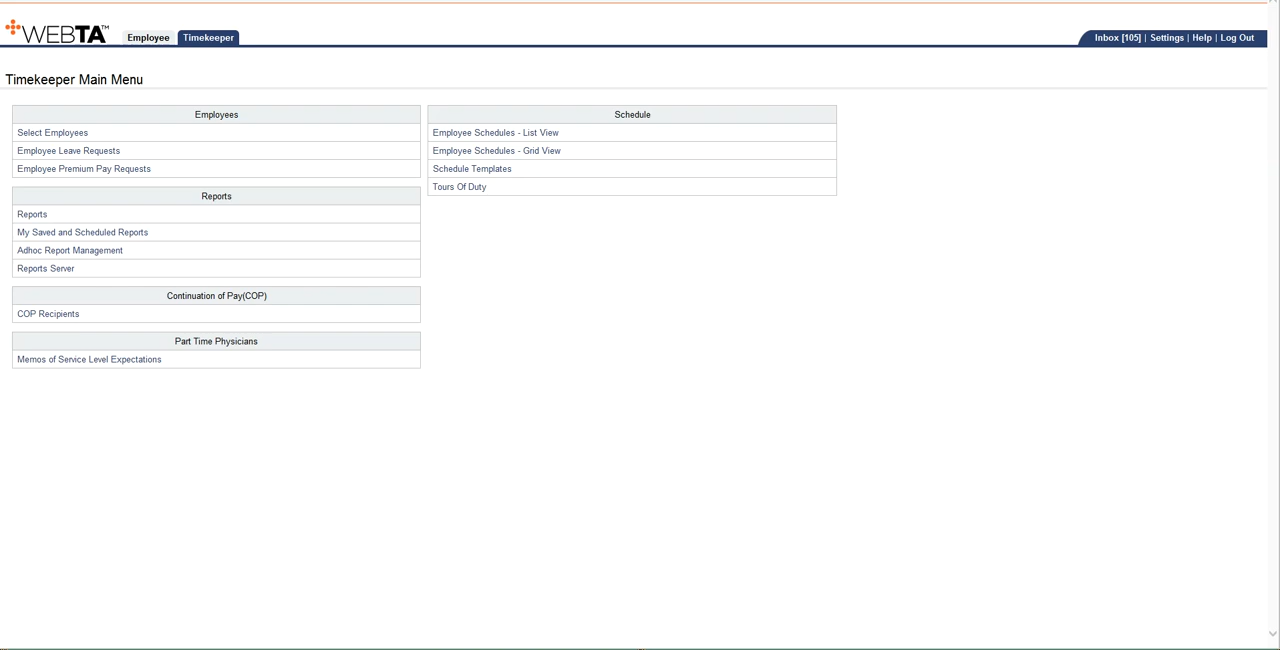 WEBTA™ Employee Timekeeper Inbox [105] | Settings | Help | Log Out
Timekeeper Main Menu
Employees
Select Employees
Employee Leave Requests
Employee Premium Pay Requests
Reports
Reports
My Saved and Scheduled Reports
Adhoc Report Management
Reports Server
Continuation of Pay(COP)
COP Recipients
Part Time Physicians
Memos of Service Level Expectations
Schedule
Employee Schedules - List View
Employee Schedules - Grid View
Schedule Templates
Tours Of Duty